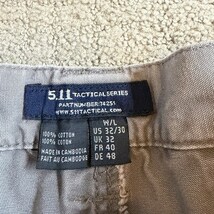 5.11 TACTICAL SERIES
PART NUMBER: 74251
WWW.511TACTICAL.COM
100% COTTON
100% COTTON
MADE IN CAMBODIA
FAIT AU CAMBODGE
W/L
US 32/30
UK 32
FR 40
DE 48